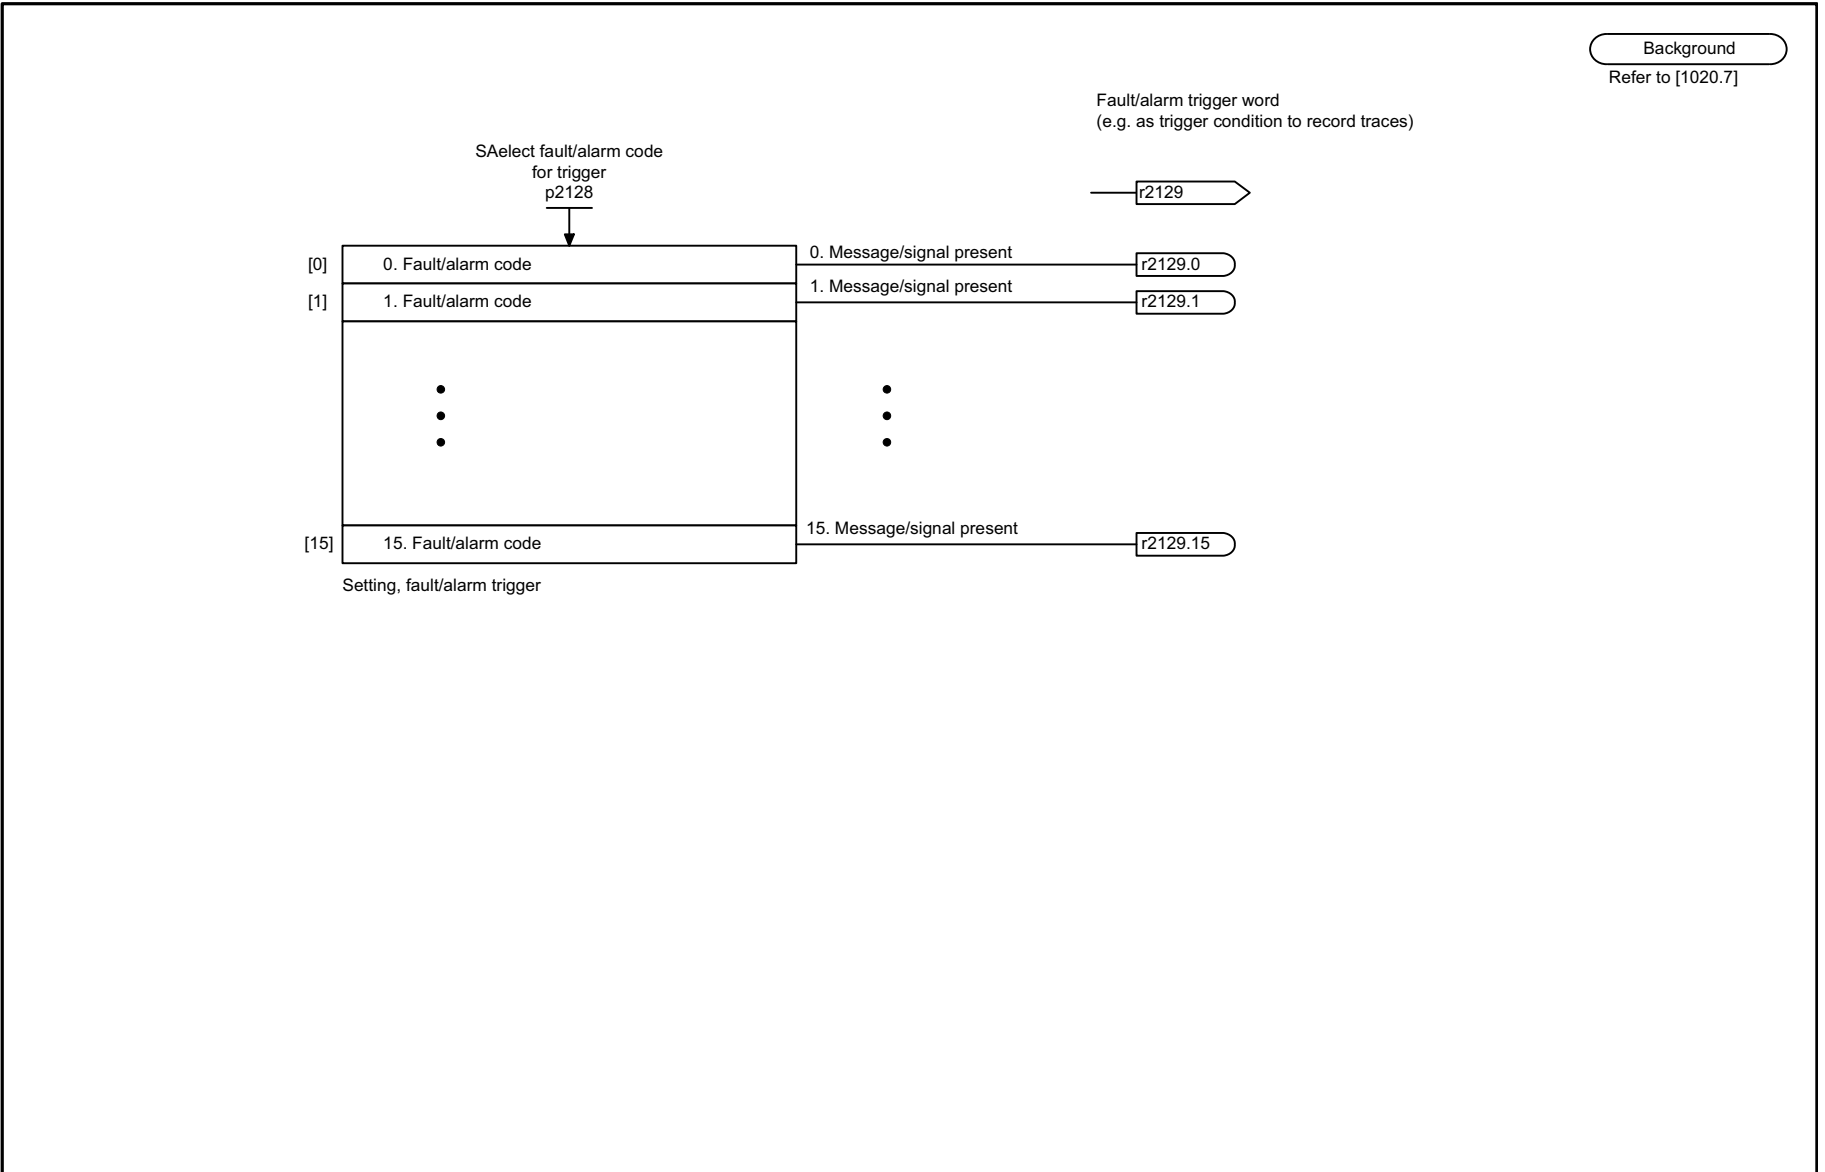 Background
Refer to [1020.7]
Fault/alarm trigger word
(e.g. as trigger condition to record traces)
SAelect fault/alarm code
for trigger
p2128
r2129
[0] 0. Fault/alarm code 0. Message/signal present r2129.0
[1] 1. Fault/alarm code 1. Message/signal present r2129.1
[15] 15. Fault/alarm code 15. Message/signal present r2129.15
Setting, fault/alarm trigger